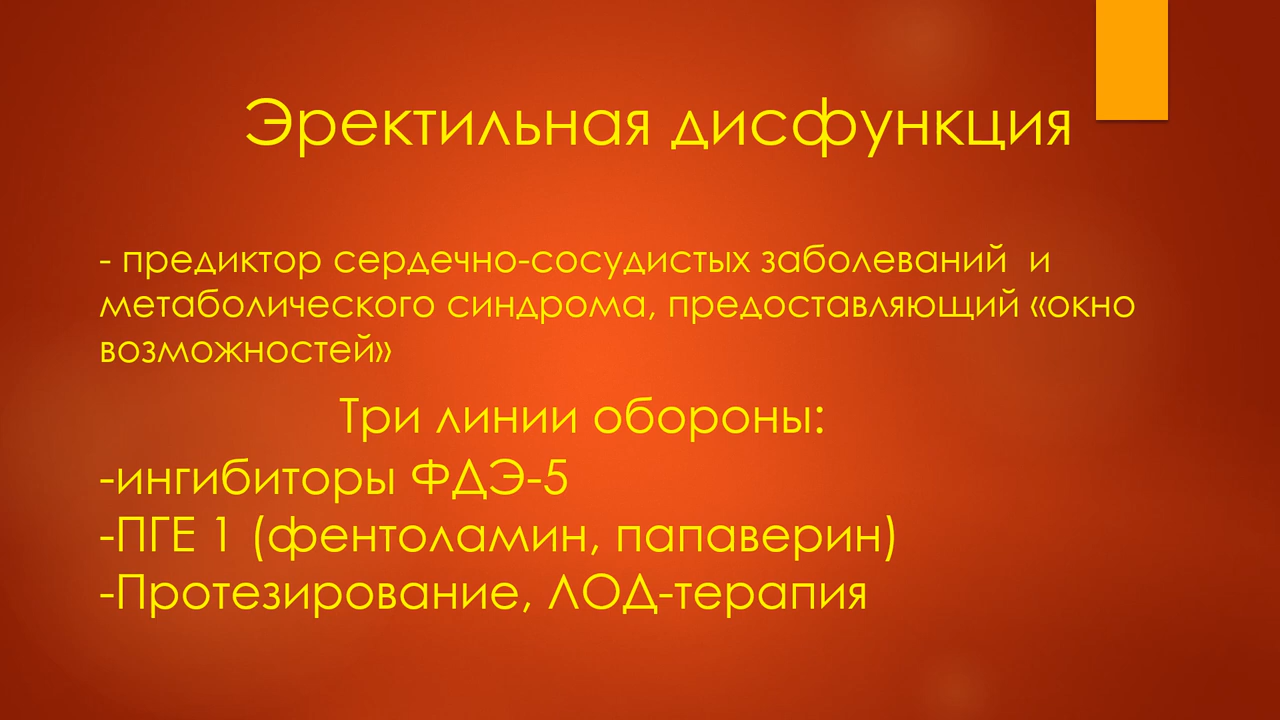 Эректильная дисфункция
- предиктор сердечно-сосудистых заболеваний и
метаболического синдрома, предоставляющий «окно
возможностей»
Три линии обороны:
-ингибиторы ФДЭ-5
-ПГЕ 1 (фентоламин, папаверин)
-Протезирование, ЛОД-терапия